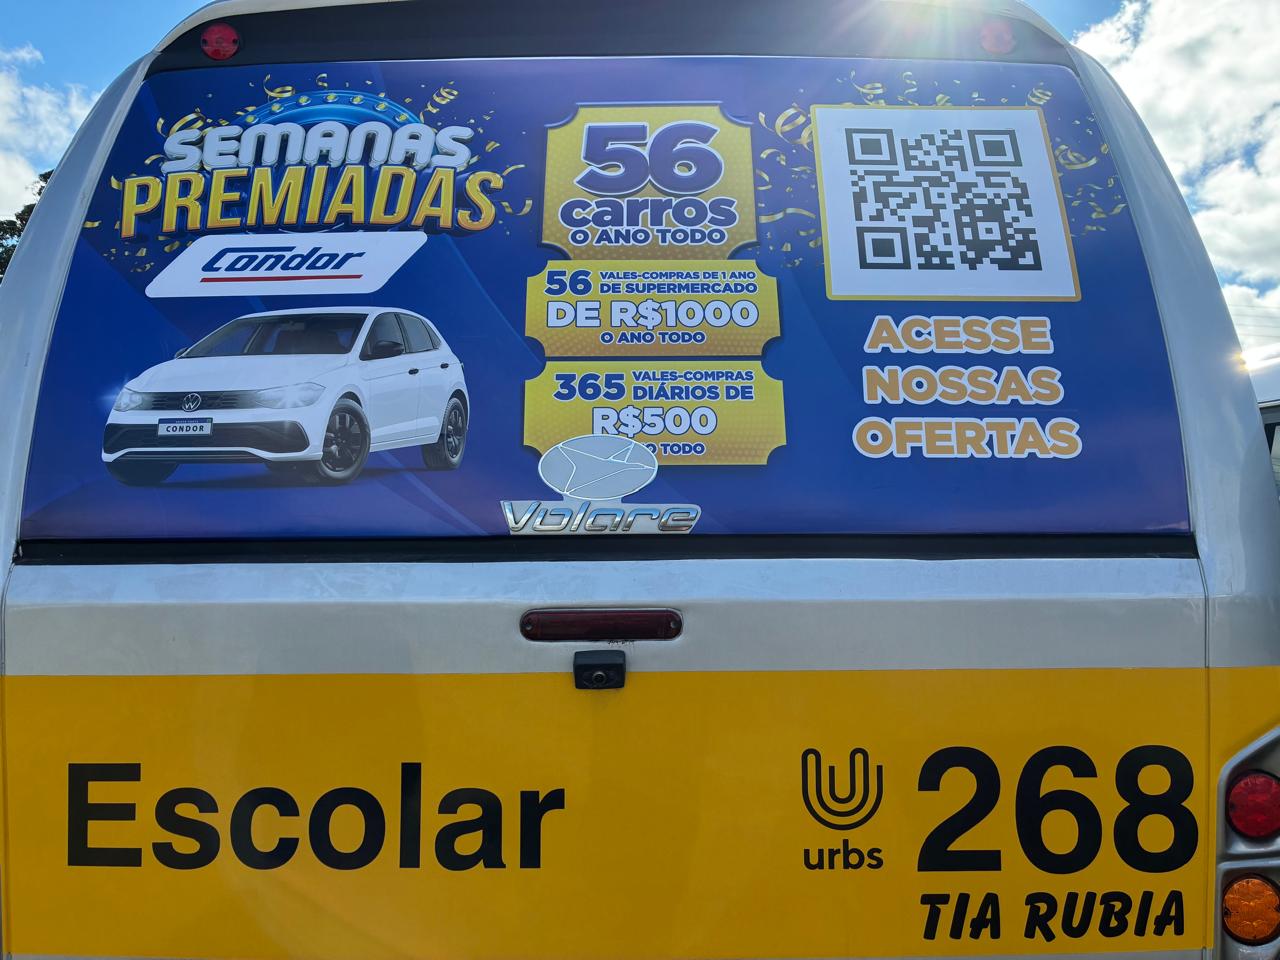 SEMANAS
PREMIADAS
Condor
CONDOR
56
carros
O ANO TODO
56 VALES-COMPRAS DE 1 ANO
DE SUPERMERCADO
DE R$1000
O ANO TODO
365 VALES-COMPRAS
DIÁRIOS DE
R$500
O TODO
Volare
ACESSE
NOSSAS
OFERTAS
Escolar
urbs
268
TIA RUBIA